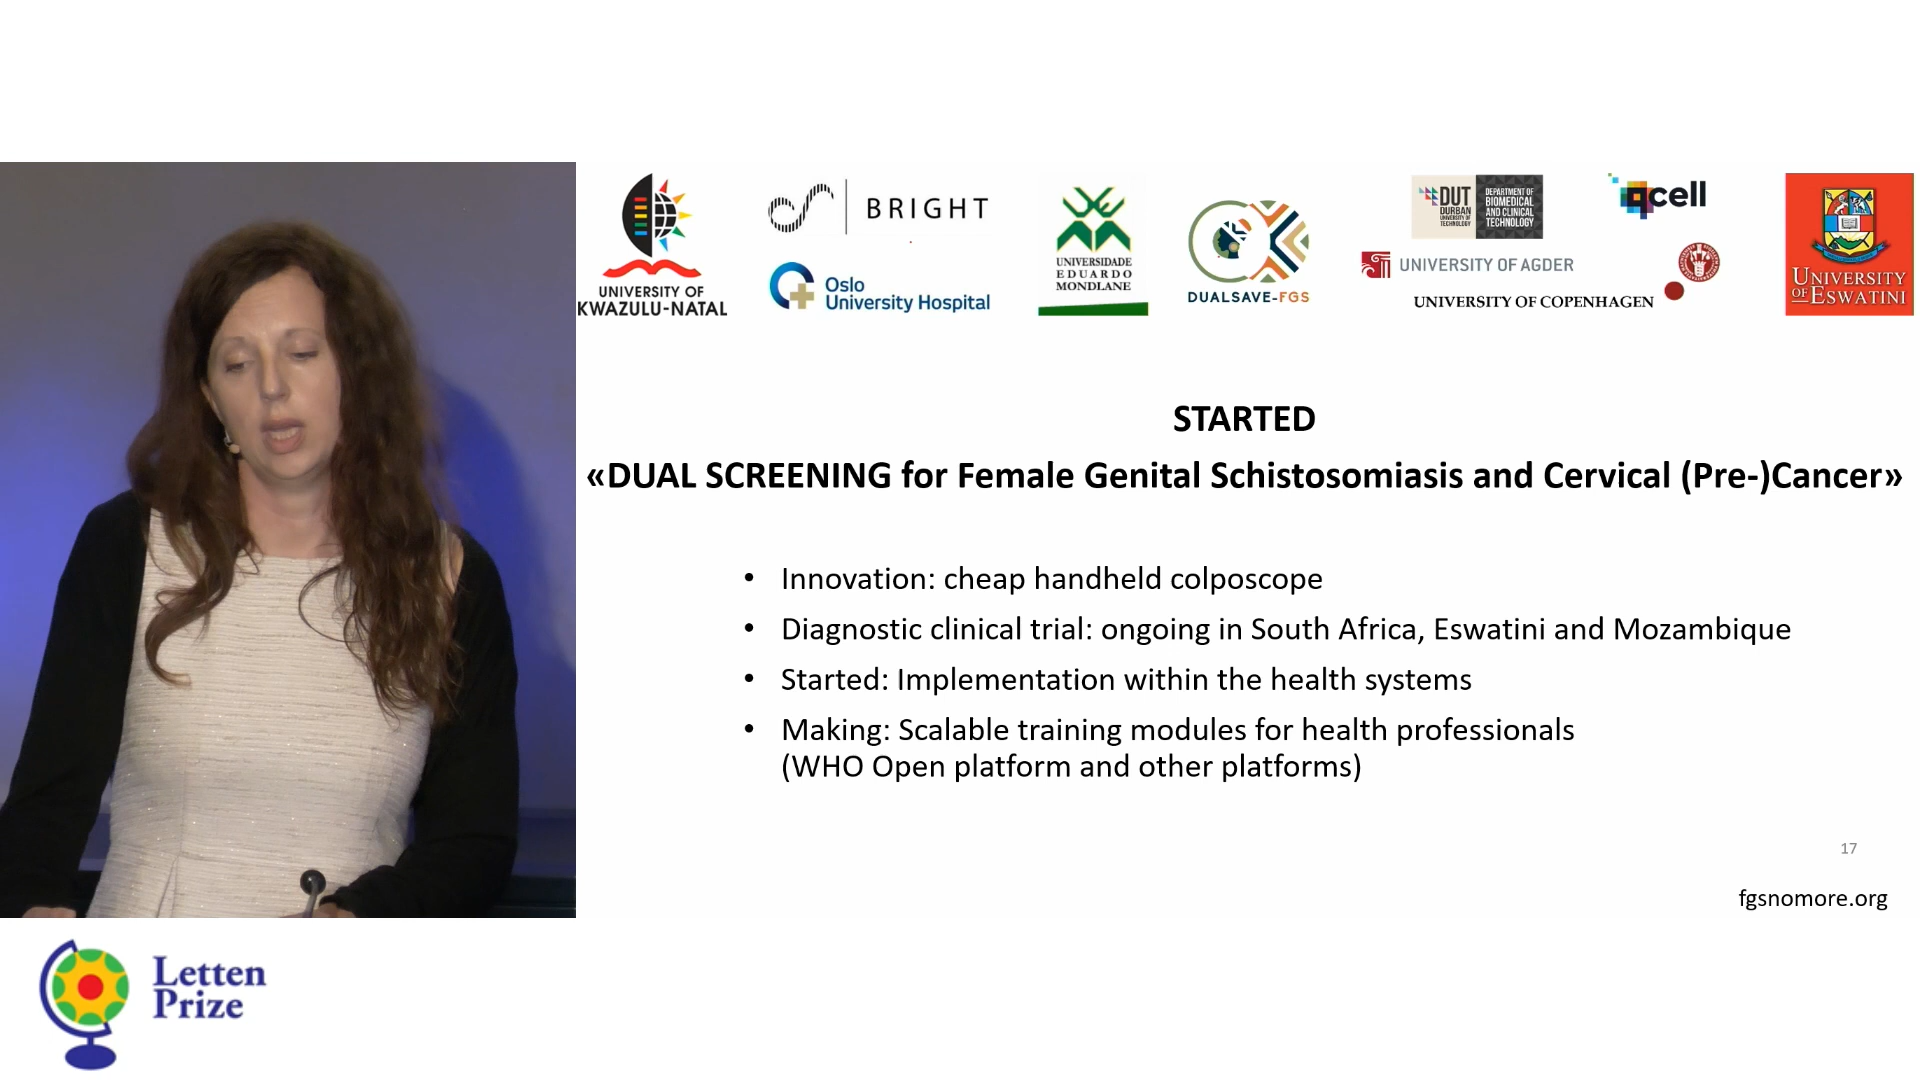 UNIVERSITY OF
KWAZULU-NATAL
BRIGHT
Oslo
University Hospital
UNIVERSIDADE
EDUARDO
MONDLANE
DUALSAVE-FGS
DUT
DURBAN
UNIVERSITY OF
TECHNOLOGY
DEPARTMENT OF
BIOMEDICAL
AND CLINICAL
TECHNOLOGY
qcell
UNIVERSITY OF AGDER
UNIVERSITY OF COPENHAGEN
UNIVERSITY
OF ESWATINI
STARTED
«DUAL SCREENING for Female Genital Schistosomiasis and Cervical (Pre-)Cancer»
• Innovation: cheap handheld colposcope
• Diagnostic clinical trial: ongoing in South Africa, Eswatini and Mozambique
• Started: Implementation within the health systems
• Making: Scalable training modules for health professionals
(WHO Open platform and other platforms)
17
fgsnomore.org
Letten
Prize